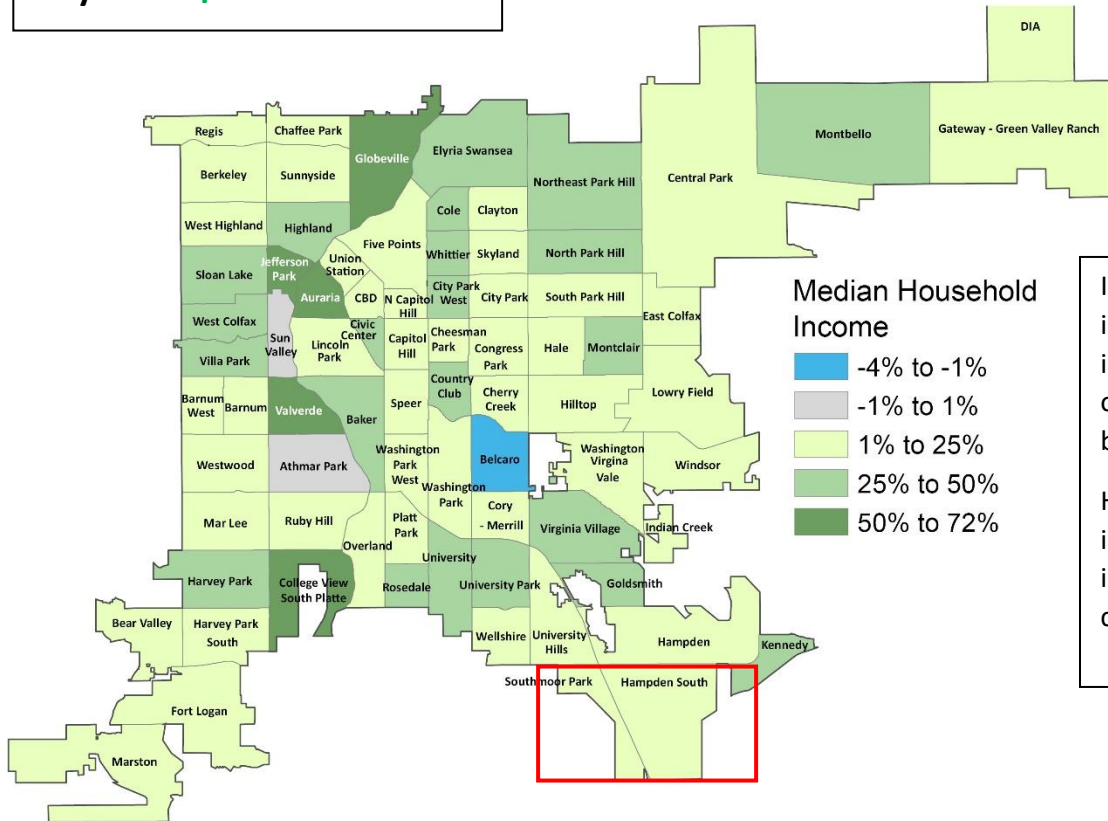 DIA
Regis
Chaffee Park
Globeville
Elyria Swansea
Montbello
Gateway - Green Valley Ranch
Berkeley
Sunnyside
Northeast Park Hill
Central Park
Cole
Clayton
West Highland
Highland
Five Points
Sloan Lake
Jefferson
Park
Union
Station
Whittier
Skyland
North Park Hill
Auraria
CBD
N Capitol
Hill
City Park
West
City Park
South Park Hill
East Colfax
West Colfax
Sun
Valley
Lincoln
Park
Civic
Center
Capitol
Hill
Cheesman
Park
Congress
Park
Hale
Montclair
Villa Park
Country
Club
Cherry
Creek
Hilltop
Lowry Field
Barnum
West
Barnum
Valverde
Baker
Speer
Westwood
Athmar Park
Washington
Park
West
Washington
Park
Belcaro
Washington
Virgina
Vale
Windsor
Mar Lee
Ruby Hill
Overland
Platt
Park
Cory
- Merrill
Virginia Village
Indian Creek
Harvey Park
College View
South Platte
Rosedale
University
University Park
Goldsmith
Bear Valley
Harvey Park
South
Wellshire
University
Hills
Hampden
Kennedy
Southmoor Park
Hampden South
Fort Logan
Marston
Median Household
Income
-4% to -1%
-1% to 1%
1% to 25%
25% to 50%
50% to 72%